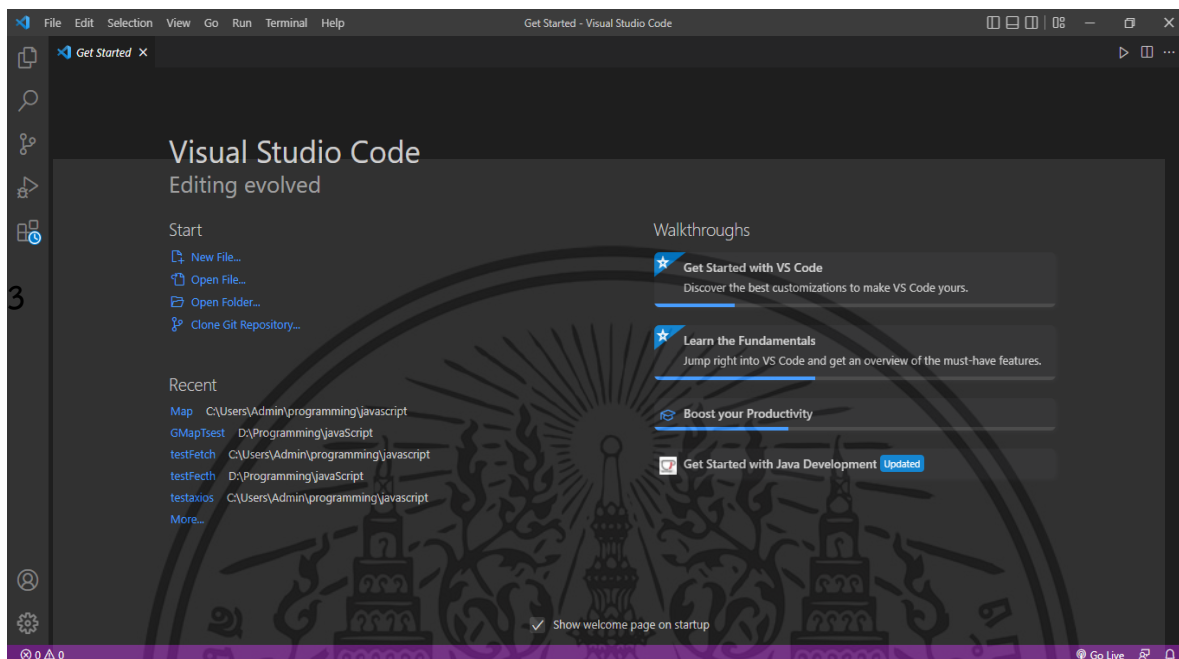 File Edit Selection View Go Run Terminal Help Get Started - Visual Studio Code
Get Started
Visual Studio Code
Editing evolved
Start
New File...
Open File...
Open Folder...
Clone Git Repository...
3
Recent
Map C:\Users\Admin\programming\javascript
GMapTsest D:\Programming\javaScript
testFetch C:\Users\Admin\programming\javascript
testFecth D:\Programming\javaScript
testaxios C:\Users\Admin\programming\javascript
More...
Walkthroughs
Get Started with VS Code
Discover the best customizations to make VS Code yours.
Learn the Fundamentals
Jump right into VS Code and get an overview of the must-have features.
Boost your Productivity
Get Started with Java Development Updated
Show welcome page on startup
0 0 Go Live